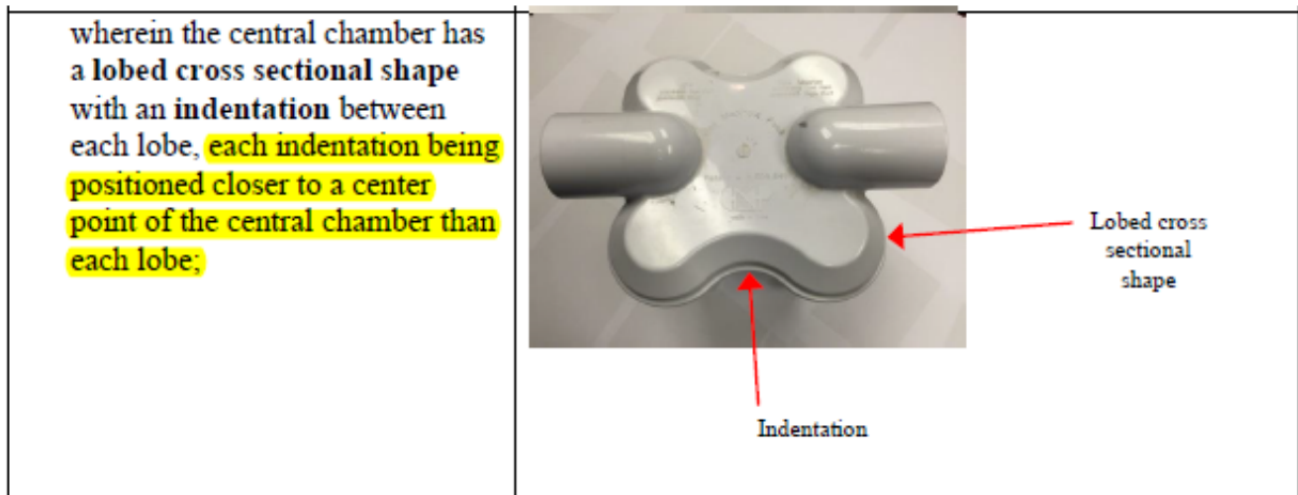 wherein the central chamber has
a lobed cross sectional shape
with an indentation between
each lobe, each indentation being
positioned closer to a center
point of the central chamber than
each lobe;
Lobed cross
sectional
shape
Indentation